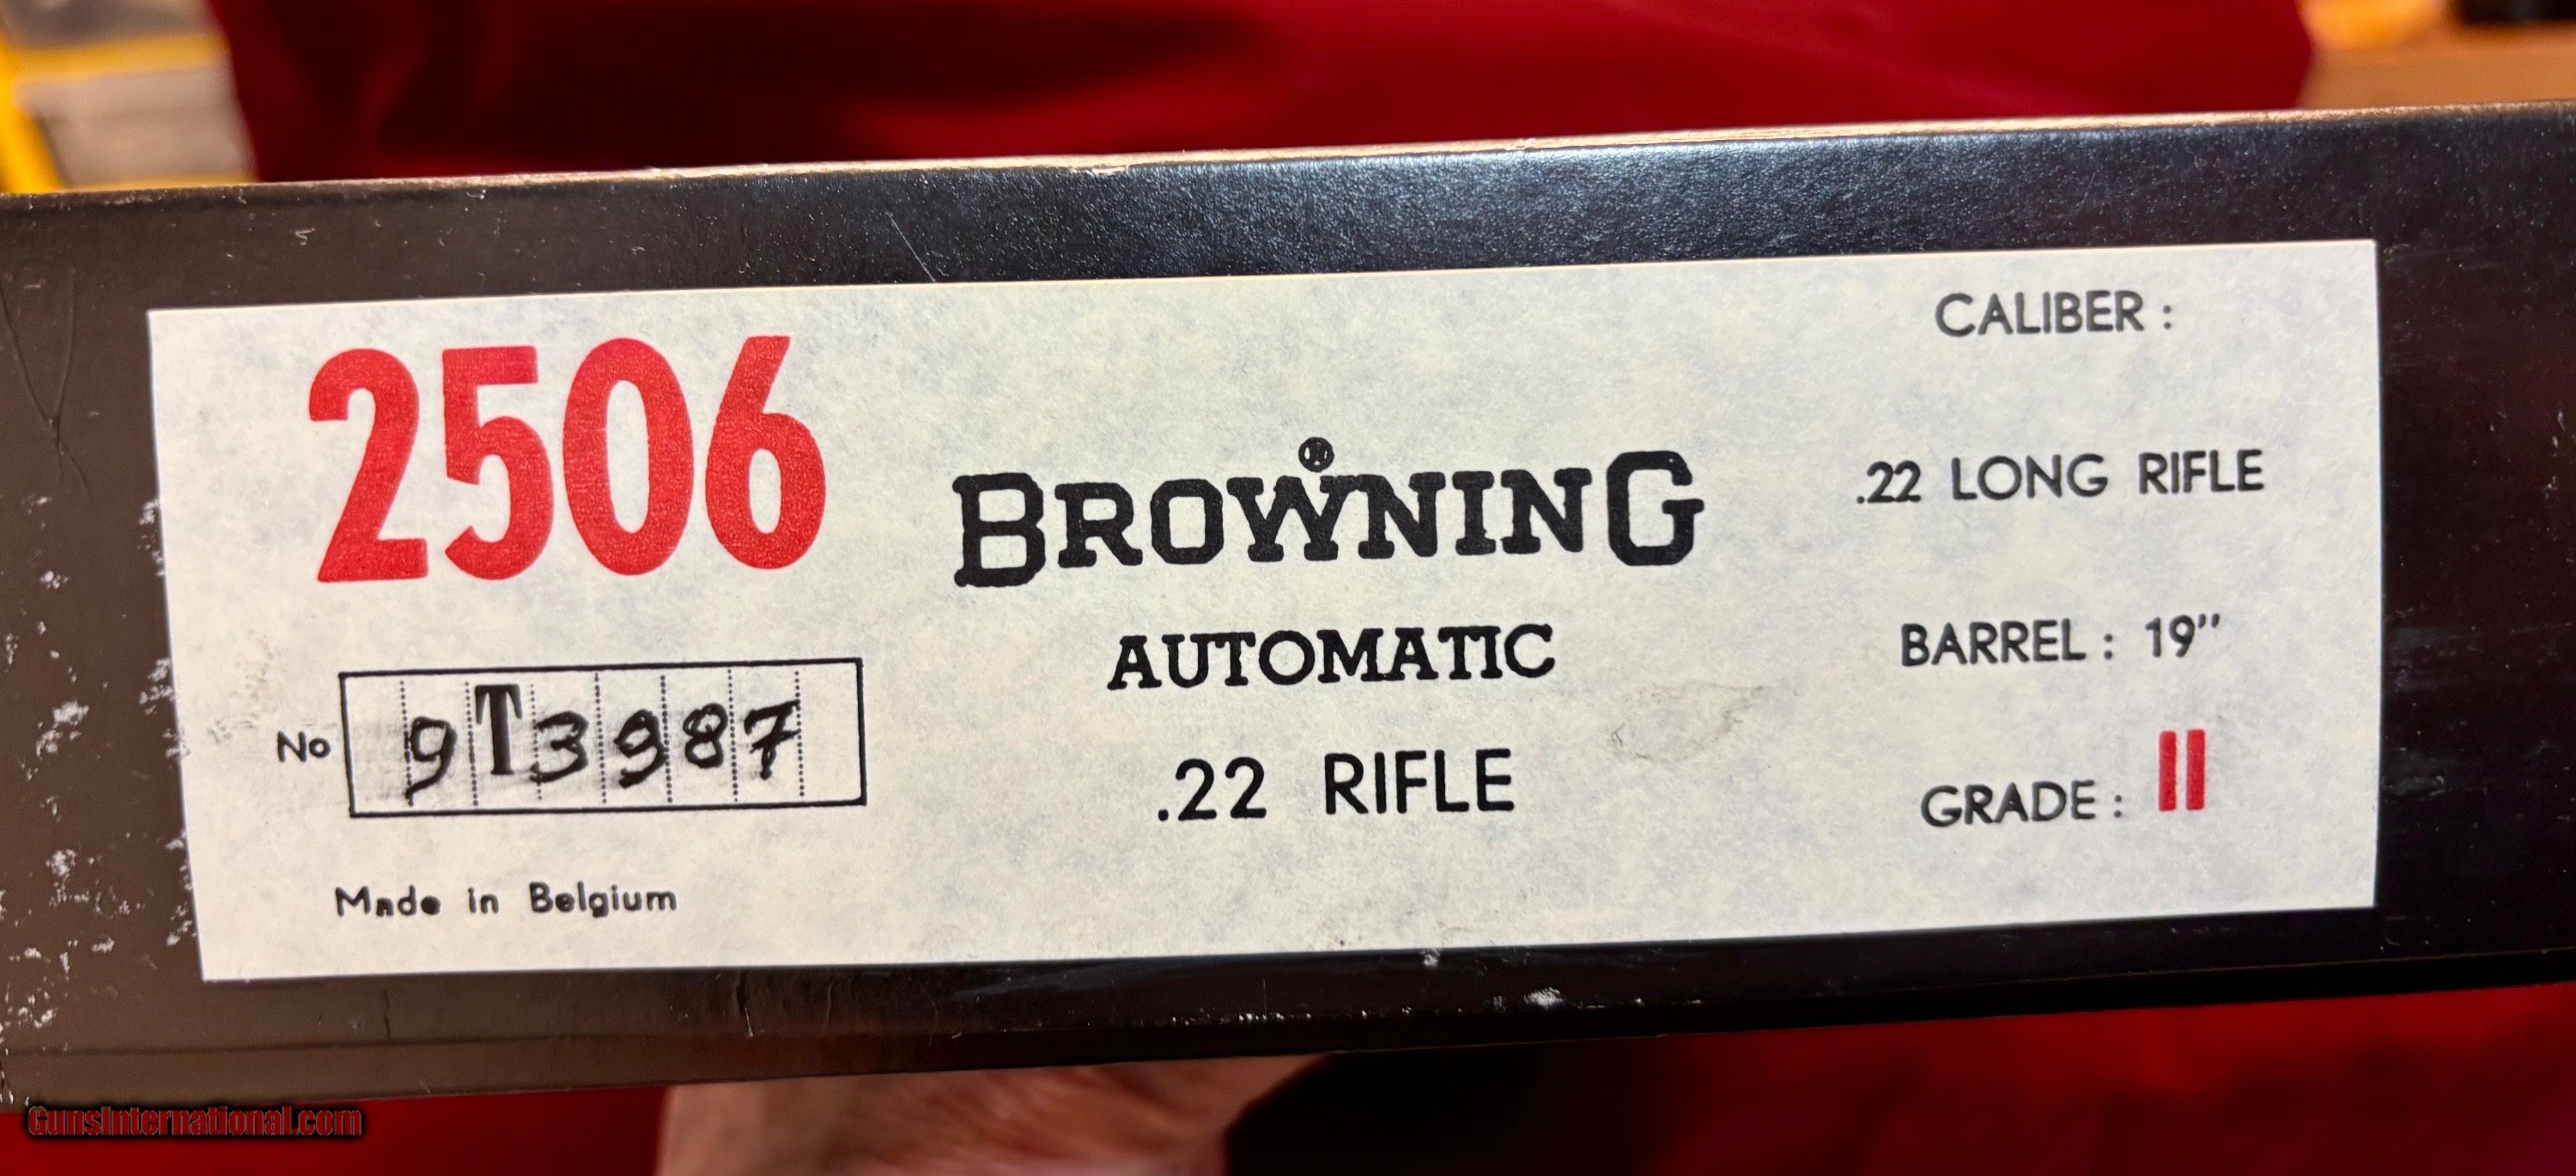 2506
No 9T3987
Made in Belgium
BROWNING
AUTOMATIC
.22 RIFLE
CALIBER :
.22 LONG RIFLE
BARREL : 19"
GRADE : II
GunsInternational.com